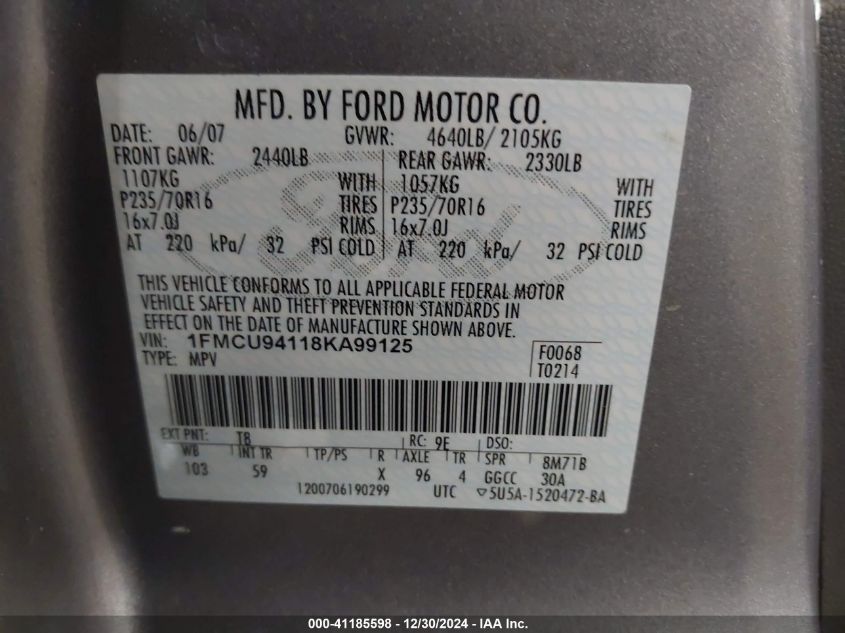 MFD. BY FORD MOTOR CO.
DATE: 06/07 GVWR: 4640LB/ 2105KG
FRONT GAWR: 2440LB REAR GAWR: 2330LB
1107KG WITH 1057KG WITH
P235/70R16 TIRES P235/70R16 TIRES
16x7.0J RIMS 16x7.0J RIMS
AT 220 kPa/ 32 PSI COLD AT 220 kPa/ 32 PSI COLD
Ford
THIS VEHICLE CONFORMS TO ALL APPLICABLE FEDERAL MOTOR
VEHICLE SAFETY AND THEFT PREVENTION STANDARDS IN
EFFECT ON THE DATE OF MANUFACTURE SHOWN ABOVE.
VIN: 1FMCU94118KA99125 F0068
TYPE: MPV T0214
EXT PNT: T8 RC: 9E DSO:
WB INT TR TP/PS R AXLE TR SPR 8M71B
103 59 X 96 4 GGCC 30A
1200706190299 UTC ▽5U5A-1520472-BA
000-41185598 - 12/30/2024 - IAA Inc.